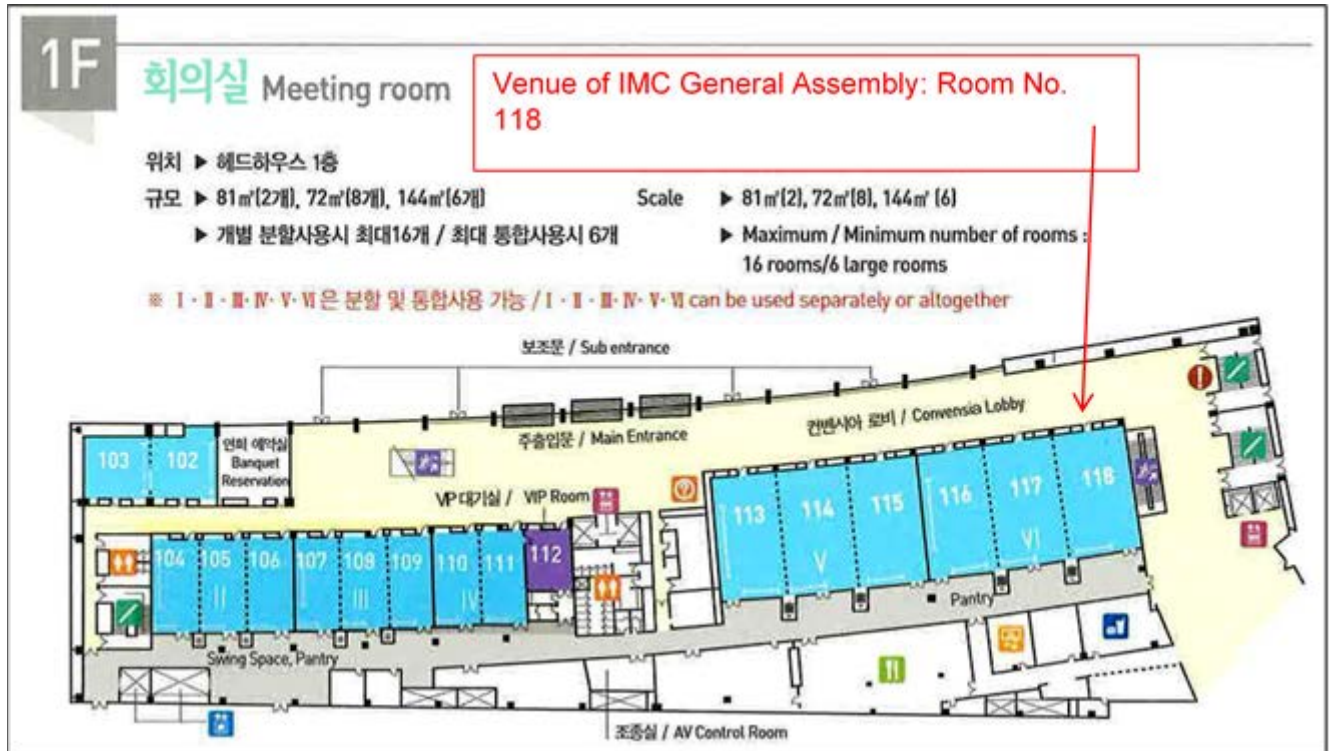 1F
회의실 Meeting room
Venue of IMC General Assembly: Room No.
118
위치 ▶ 헤드하우스 1층
규모 ▶ 81㎡(2개), 72㎡(8개), 144㎡(6개)
Scale ▶ 81㎡(2), 72㎡(8), 144㎡ (6)
▶ 개별 분할사용시 최대16개 / 최대 통합사용시 6개
▶ Maximum / Minimum number of rooms :
16 rooms/6 large rooms
※ Ⅰ·Ⅱ·Ⅲ·Ⅳ·Ⅴ·Ⅵ은 분할 및 통합사용 가능 / Ⅰ·Ⅱ·Ⅲ·Ⅳ·Ⅴ·Ⅵ can be used separately or altogether
보조문 / Sub entrance
컨벤시아 로비 / Convensia Lobby
주출입문 / Main Entrance
103
102
연회 예약실
Banquet
Reservation
VIP 대기실 / VIP Room
113
114
115
116
117
118
Ⅴ
Ⅵ
104
105
106
107
108
109
110
111
112
Ⅱ
Ⅲ
Ⅳ
Pantry
Swing Space, Pantry
조종실 / AV Control Room